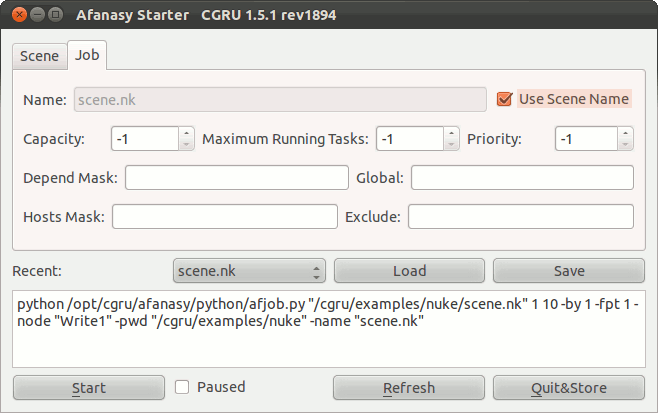 Afanasy Starter CGRU 1.5.1 rev1894
Scene Job
Name: scene.nk Use Scene Name
Capacity: -1 Maximum Running Tasks: -1 Priority: -1
Depend Mask: Global:
Hosts Mask: Exclude:
Recent: scene.nk Load Save
python /opt/cgru/afanasy/python/afjob.py "/cgru/examples/nuke/scene.nk" 1 10 -by 1 -fpt 1 -
node "Write1" -pwd "/cgru/examples/nuke" -name "scene.nk"
Start Paused Refresh Quit&Store